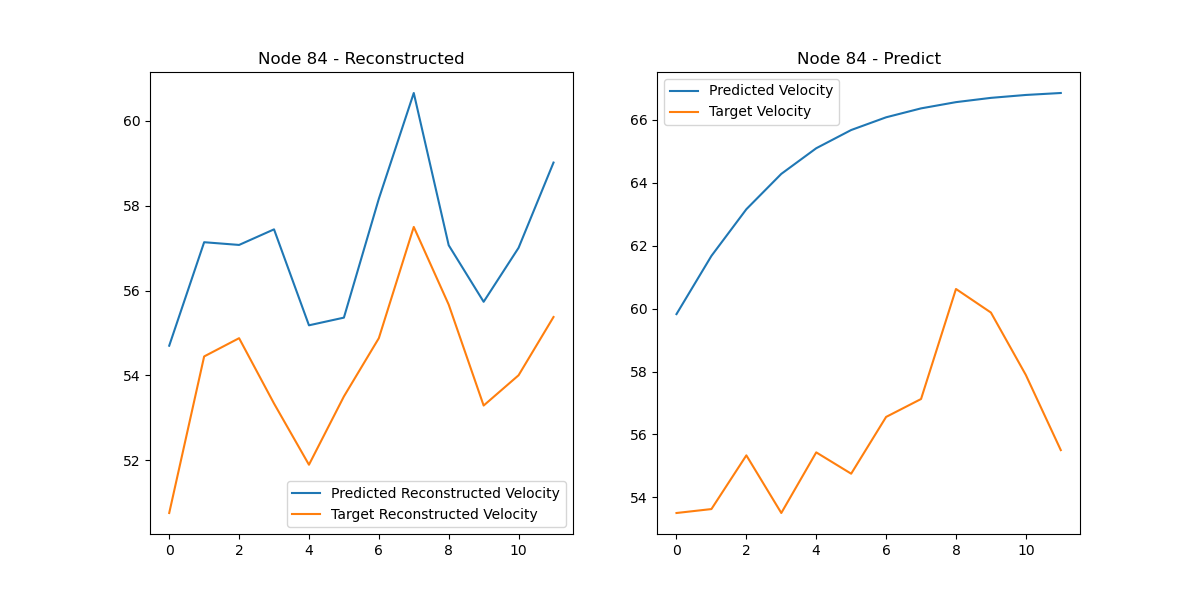 Node 84 - Reconstructed
60
58
56
54
52
0 2 4 6 8 10
Predicted Reconstructed Velocity
Target Reconstructed Velocity
Node 84 - Predict
Predicted Velocity
Target Velocity
66
64
62
60
58
56
54
0 2 4 6 8 10